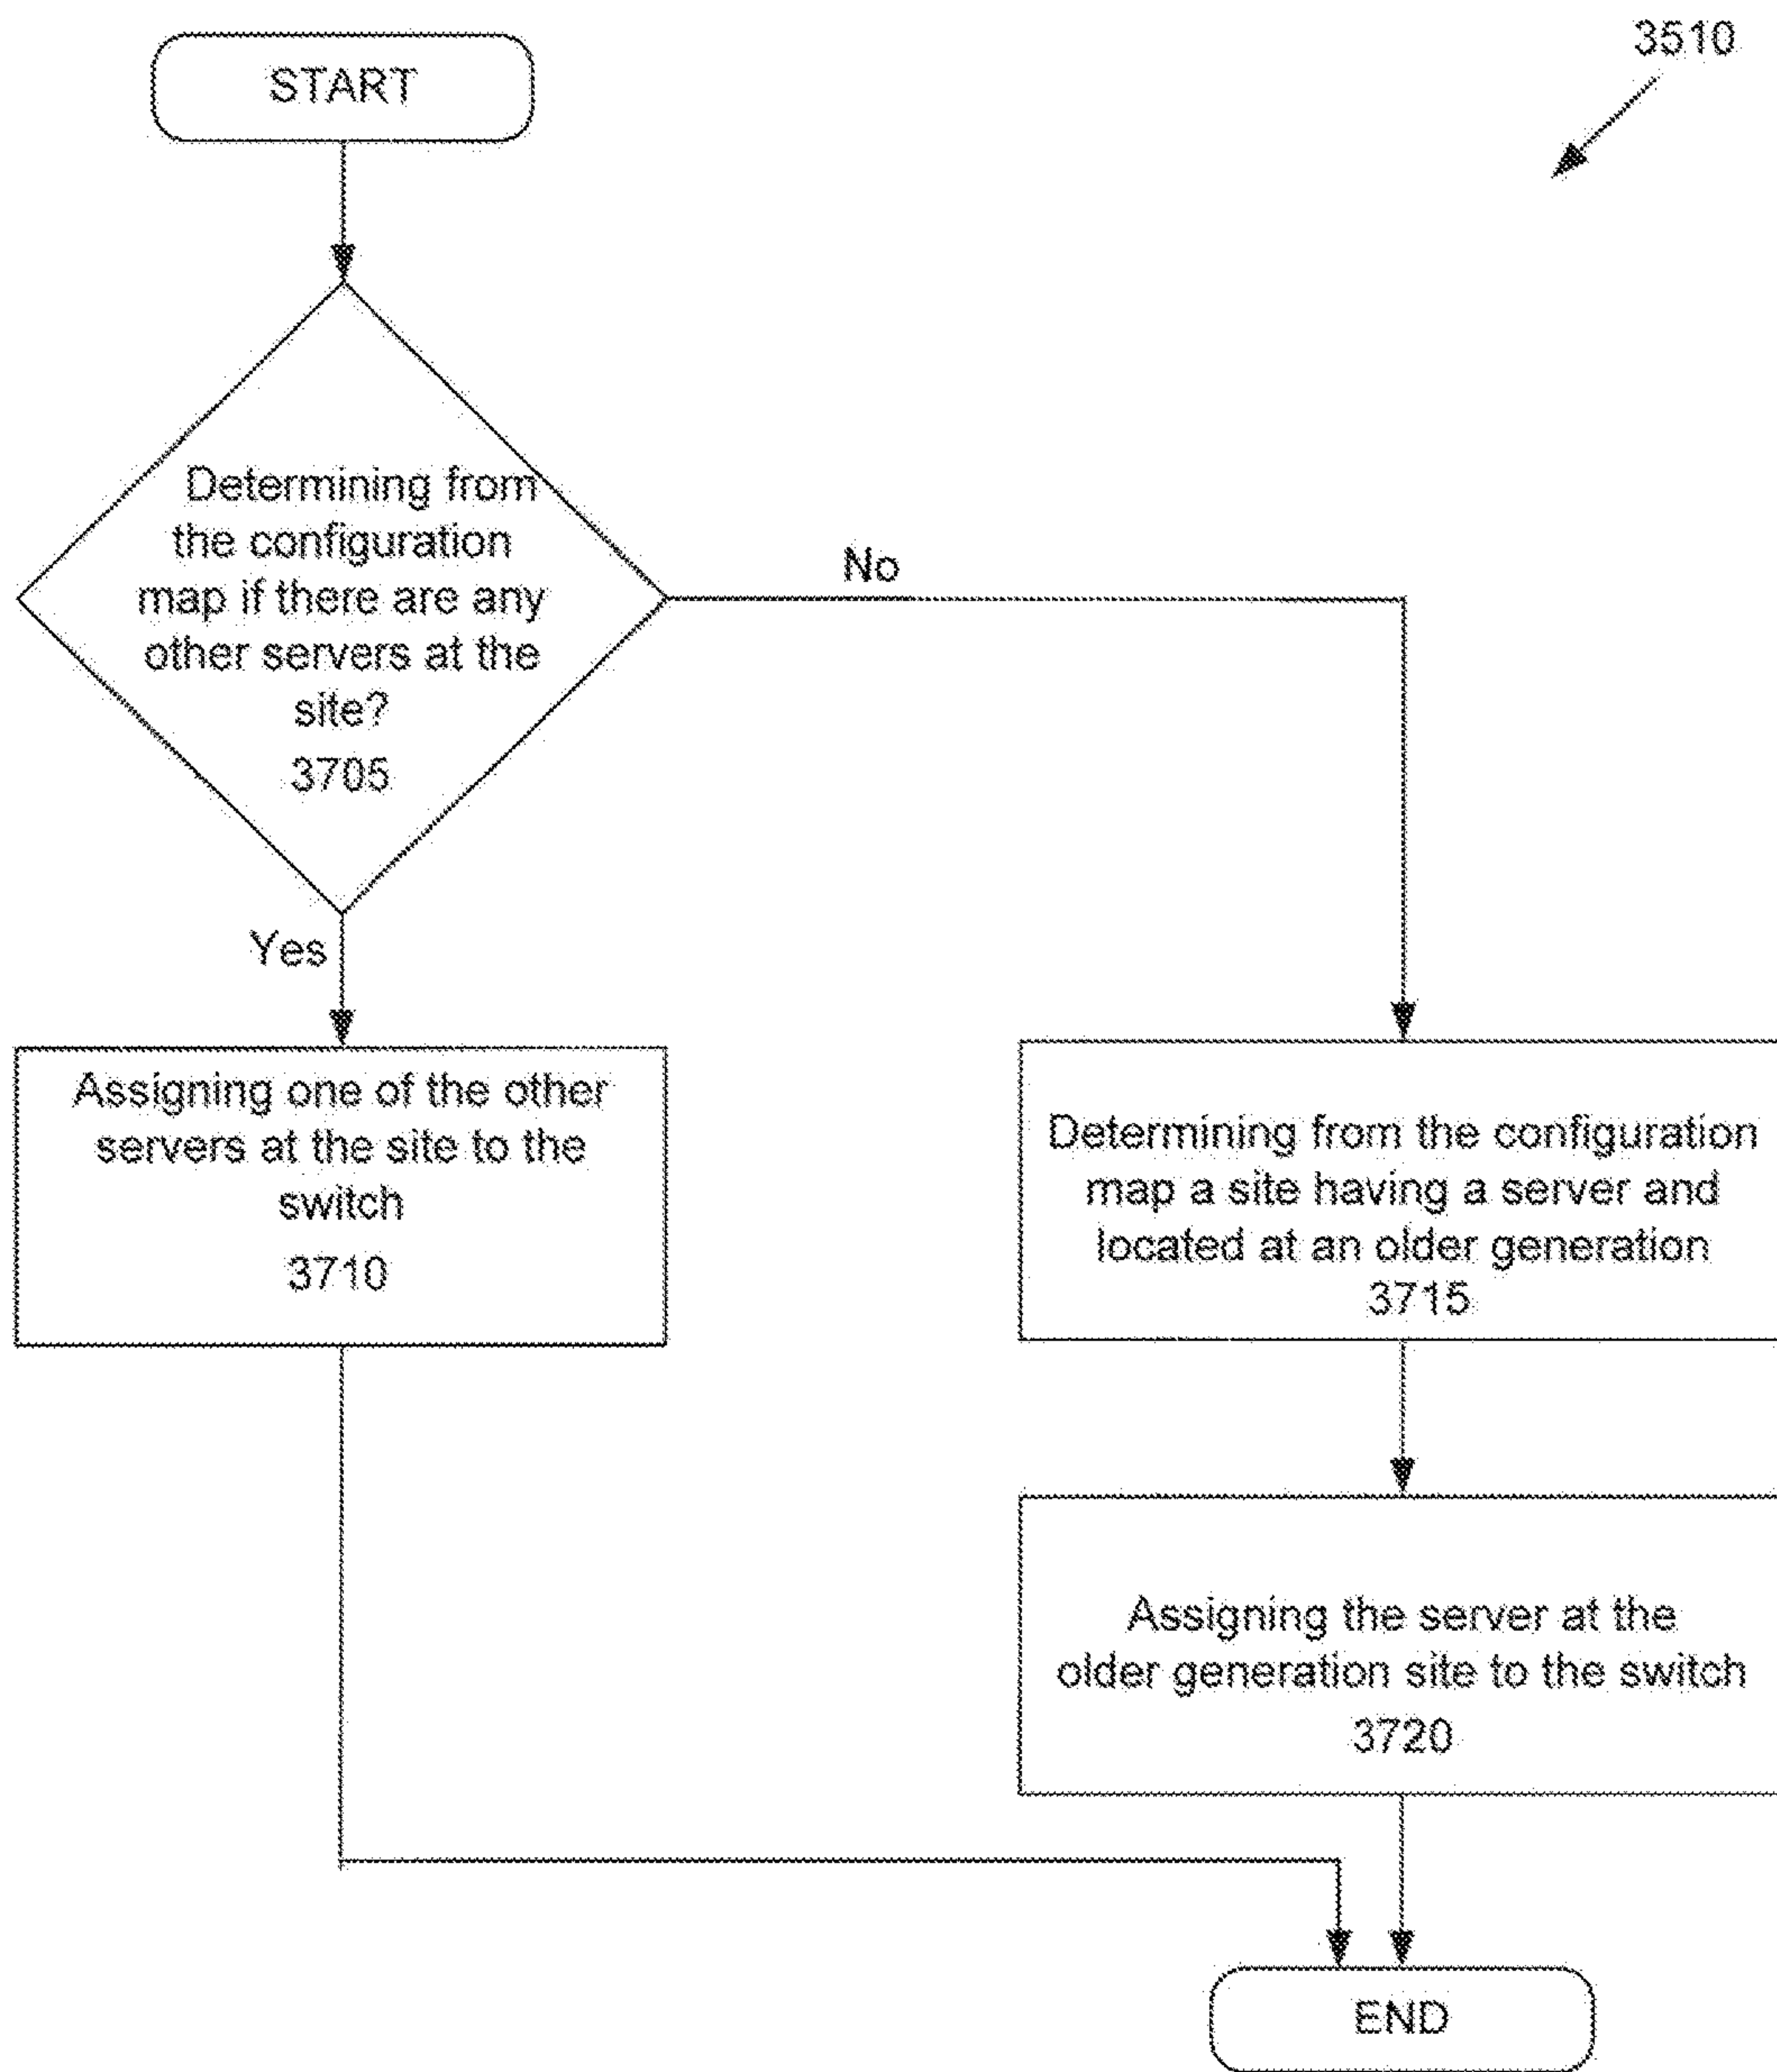 3510
START
Determining from
the configuration
map if there are any
other servers at the
site?
3705
No
Yes
Assigning one of the other
servers at the site to the
switch
3710
Determining from the configuration
map a site having a server and
located at an older generation
3715
Assigning the server at the
older generation site to the switch
3720
END